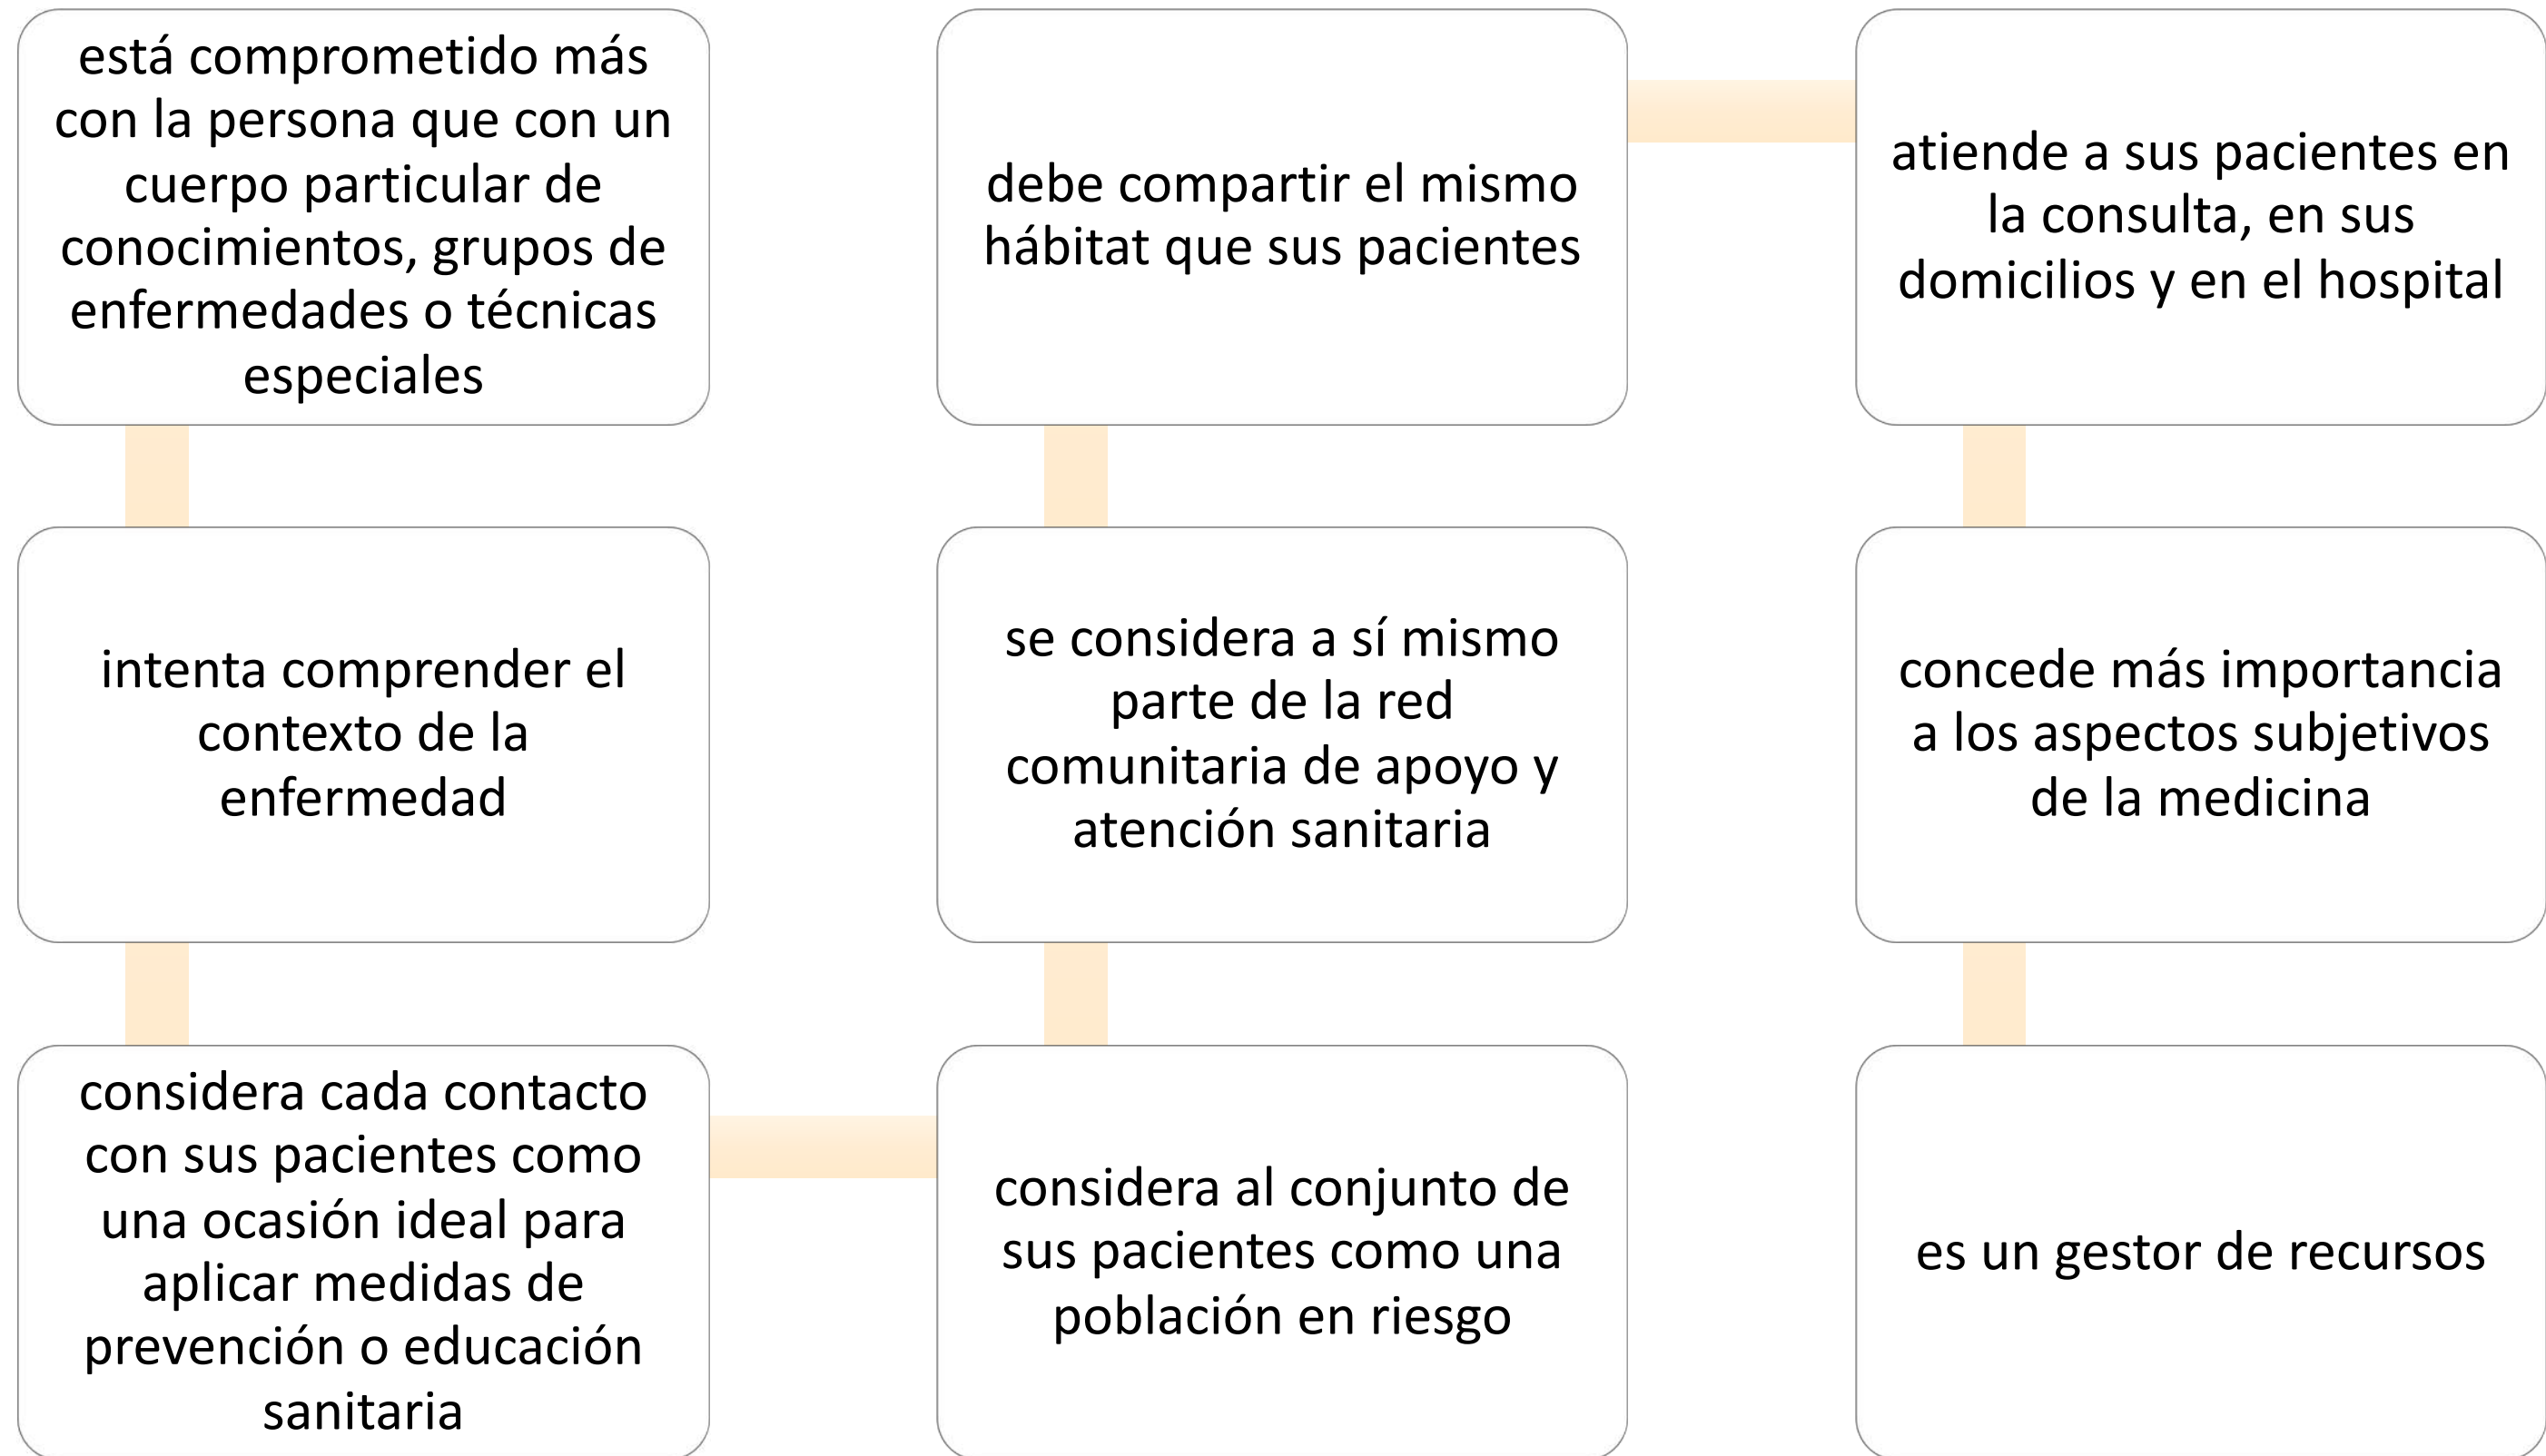 está comprometido más
con la persona que con un
cuerpo particular de
conocimientos, grupos de
enfermedades o técnicas
especiales
intenta comprender el
contexto de la
enfermedad
considera cada contacto
con sus pacientes como
una ocasión ideal para
aplicar medidas de
prevención o educación
sanitaria
considera al conjunto de
sus pacientes como una
población en riesgo
se considera a sí mismo
parte de la red
comunitaria de apoyo y
atención sanitaria
debe compartir el mismo
hábitat que sus pacientes
atiende a sus pacientes en
la consulta, en sus
domicilios y en el hospital
concede más importancia
a los aspectos subjetivos
de la medicina
es un gestor de recursos